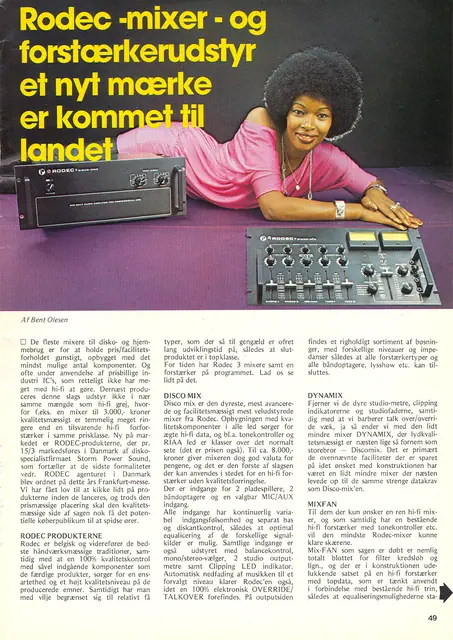 Rodec -mixer - og
forstærkerudstyr
et nyt mærke
er kommet til
landet
RODEC
RODEC
Af Bent Olesen
□ De fleste mixere til disko- og hjem-
mebrug er for at holde pris/facilitets-
forholdet gunstigt, opbygget med det
mindst mulige antal komponenter. Og
ofte under anvendelse af prisbillige
industri IC's, som rettelig ikke har me-
get med hi-fi at gøre. Dernæst produ-
ceres denne slags udstyr ikke i nær
samme mængde som hi-fi grej, hvor-
for f.eks. en mixer til 3.000,- kroner
kvalitetsmæssigt er temmelig meget rin-
gere end en tilsvarende hi-fi forfor-
stærker i samme prisklasse. Ny på mar-
kedet er RODEC-produkterne, der pr.
15/3 markedsføres i Danmark af disko-
specialistfirmaet som Power Sound,
som fortæller at de sidste formaliteter
vedr. RODEC agenturet i Danmark
blev ordnet på dette års Frankfurt-messe.
Vi har fået lov til at kikke lidt på pro-
dukterne inden de lanceres, og trods den
prismæssige placering skal den kvalitets-
mæssige side af sagen nok få det poten-
tielle køberpublikum til at spidse ører.
RODEC PRODUKTERNE
Rodec er belgisk og videreføer de bed-
ste håndværksmæssige traditioner, sam-
tidig med at en 100% kvalitetskontrol
med såvel indgående komponenter som
de færdige produkter, sørger for en ens-
artethed og et højt kvalitetsniveau på de
producerede emner. Samtidigt har man
med vilje begrænset sig til relativt få
typer, som der så til gengæld er ofret
lang udviklingstid på, således at slut-
produktet er i topklasse.
For tiden har Rodec 3 mixere samt en
forstærker på programmet. Lad os se
lidt på det.
DISCO MIX
Disco mix er den dyreste, mest avance-
rede og facilitetsmæssigt mest veludstyrede
mixer fra Rodec. Opbygningen med kva-
litetskomponenter i alle led sørger for
ægte hi-fi data, og bl.a. tonekontroller og
RIAA led er klasser over det normalt
sete (det er prisen også). Til ca. 8.000,-
kroner giver mixeren dog god valuta for
pengene, og det er den første af slagsen
der kan anvendes i stedet for en hi-fi for-
stærker uden kvalitetsforringelse.
Der er indgange for 2 pladespillere, 2
båndoptagere og en valgbar MIC/AUX
indgang.
Alle indgange har kontinuerlig varia-
bel indgangsfølsomhed og separat bas
og diskantkontrol, således at optimal
equalisering af de forskellige signal-
kilder er mulig. Samtlige indgange er
også udstyret med balancekontrol,
mono/stereo-vælger, 2 studio output-
metre samt Clipping LED indikator.
Automatisk nedfading af musikken til et
forvalgt niveau klarer Rodec'en også,
idet en 100% elektronisk OVERRIDE/
TALKOVER forefindes. På outputsiden
findes et righoldigt sortiment af bøsnin-
ger, med forskellige niveauer og impe-
danser således at alle forstærkertyper og
alle båndoptagere, lysshow etc. kan til-
sluttes.
DYNAMIX
Fjerner vi de dyre studio-metre, clipping
indikatorerne og studiofaderne, samti-
dig med at vi barberer talk over/overri-
de væk, ja så ender vi med den lidt
mindre mixer DYNAMIX, der lydkvali-
tetsmæssigt er næsten lige så fornem som
storebror – Discomix. Det er primært
de ovennævnte faciliteter der er sparet
på idet ønsket med konstruktionen har
været en lidt mindre mixer der næsten
levede op til de samme strenge datakrav
som Disco-mix'en.
MIXFAN
Til dem der kun ønsker en ren hi-fi mix-
er, og som samtidig har en bestående
hi-fi forstærker med tonekontroller etc.
vil den mindste Rodec-mixer kunne
klare skærene.
Mix-FAN som sagen er døbt er nemlig
totalt blottet for filter kredsløb og
lign., og der er i konstruktionen ude-
lukkende satset på en hi-fi forstærker
med topdata, som er tænkt anvendt
i forbindelse med bestående hi-fi trin,
således at equaliseringsmulighederne sta-
49